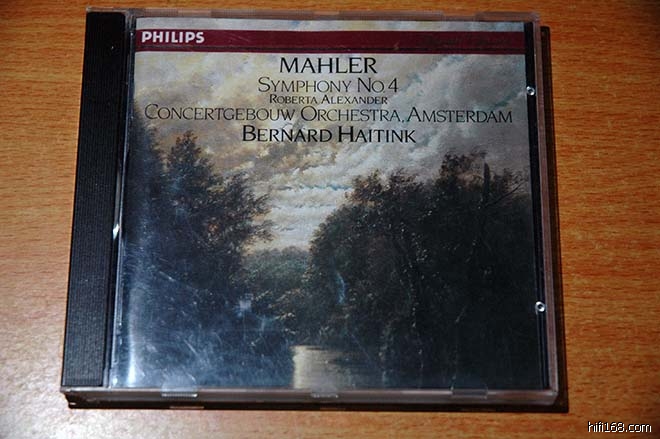 PHILIPS
MAHLER
SYMPHONY NO.4
ROBERTA ALEXANDER
CONCERTGEBOUW ORCHESTRA, AMSTERDAM
BERNARD HAITINK
hifi168.com